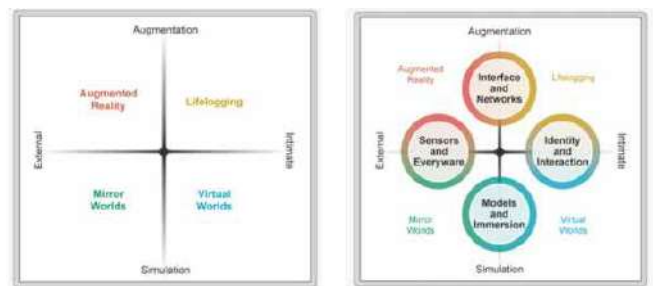 Augmentation
Augmented
Reality
Lifelogging
External
Intimate
Mirror
Worlds
Virtual
Worlds
Simulation
Augmentation
Augmented
Reality
Interface
and
Networks
Lifelogging
External
Sensors
and
Everyware
Identity
and
Interaction
Intimate
Mirror
Worlds
Models
and
Immersion
Virtual
Worlds
Simulation